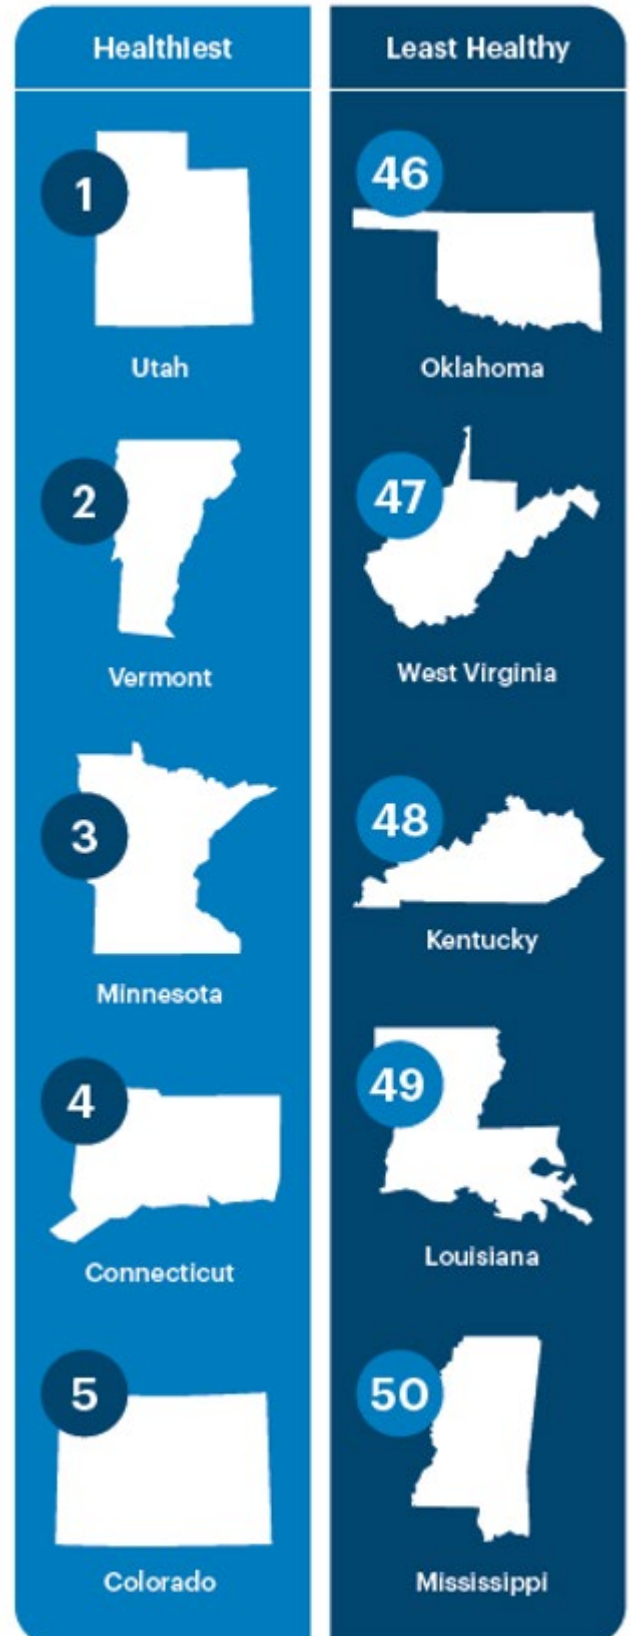 Healthiest
1
Utah
2
Vermont
3
Minnesota
4
Connecticut
5
Colorado
Least Healthy
46
Oklahoma
47
West Virginia
48
Kentucky
49
Louisiana
50
Mississippi